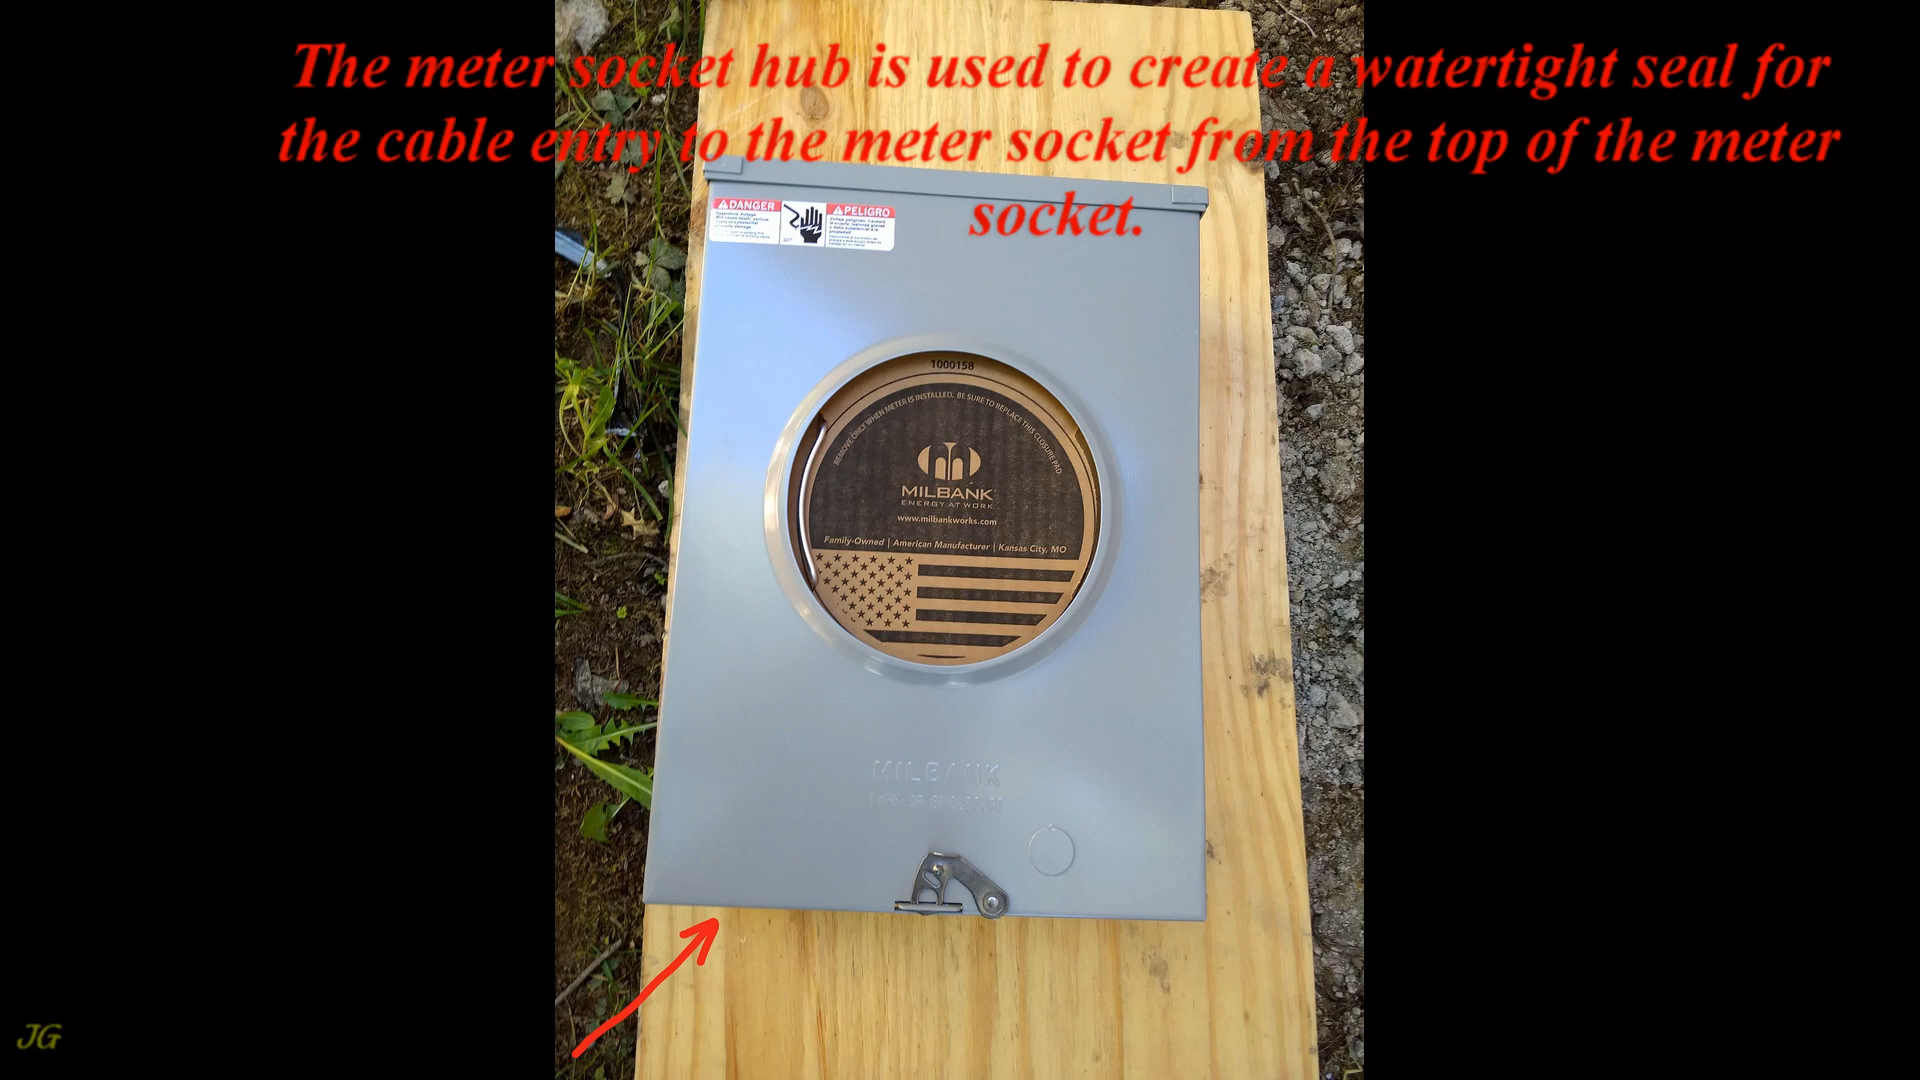 The meter socket hub is used to create a watertight seal for
the cable entry to the meter socket from the top of the meter
socket.
DANGER
PELIGRO
1000158
REMOVE ONLY WHEN METER IS INSTALLED. BE SURE TO REPLACE THIS CLOSURE PAD.
MILBANK
ENERGY AT WORK
www.milbankworks.com
Family-Owned | American Manufacturer | Kansas City, MO
MILBANK
JG